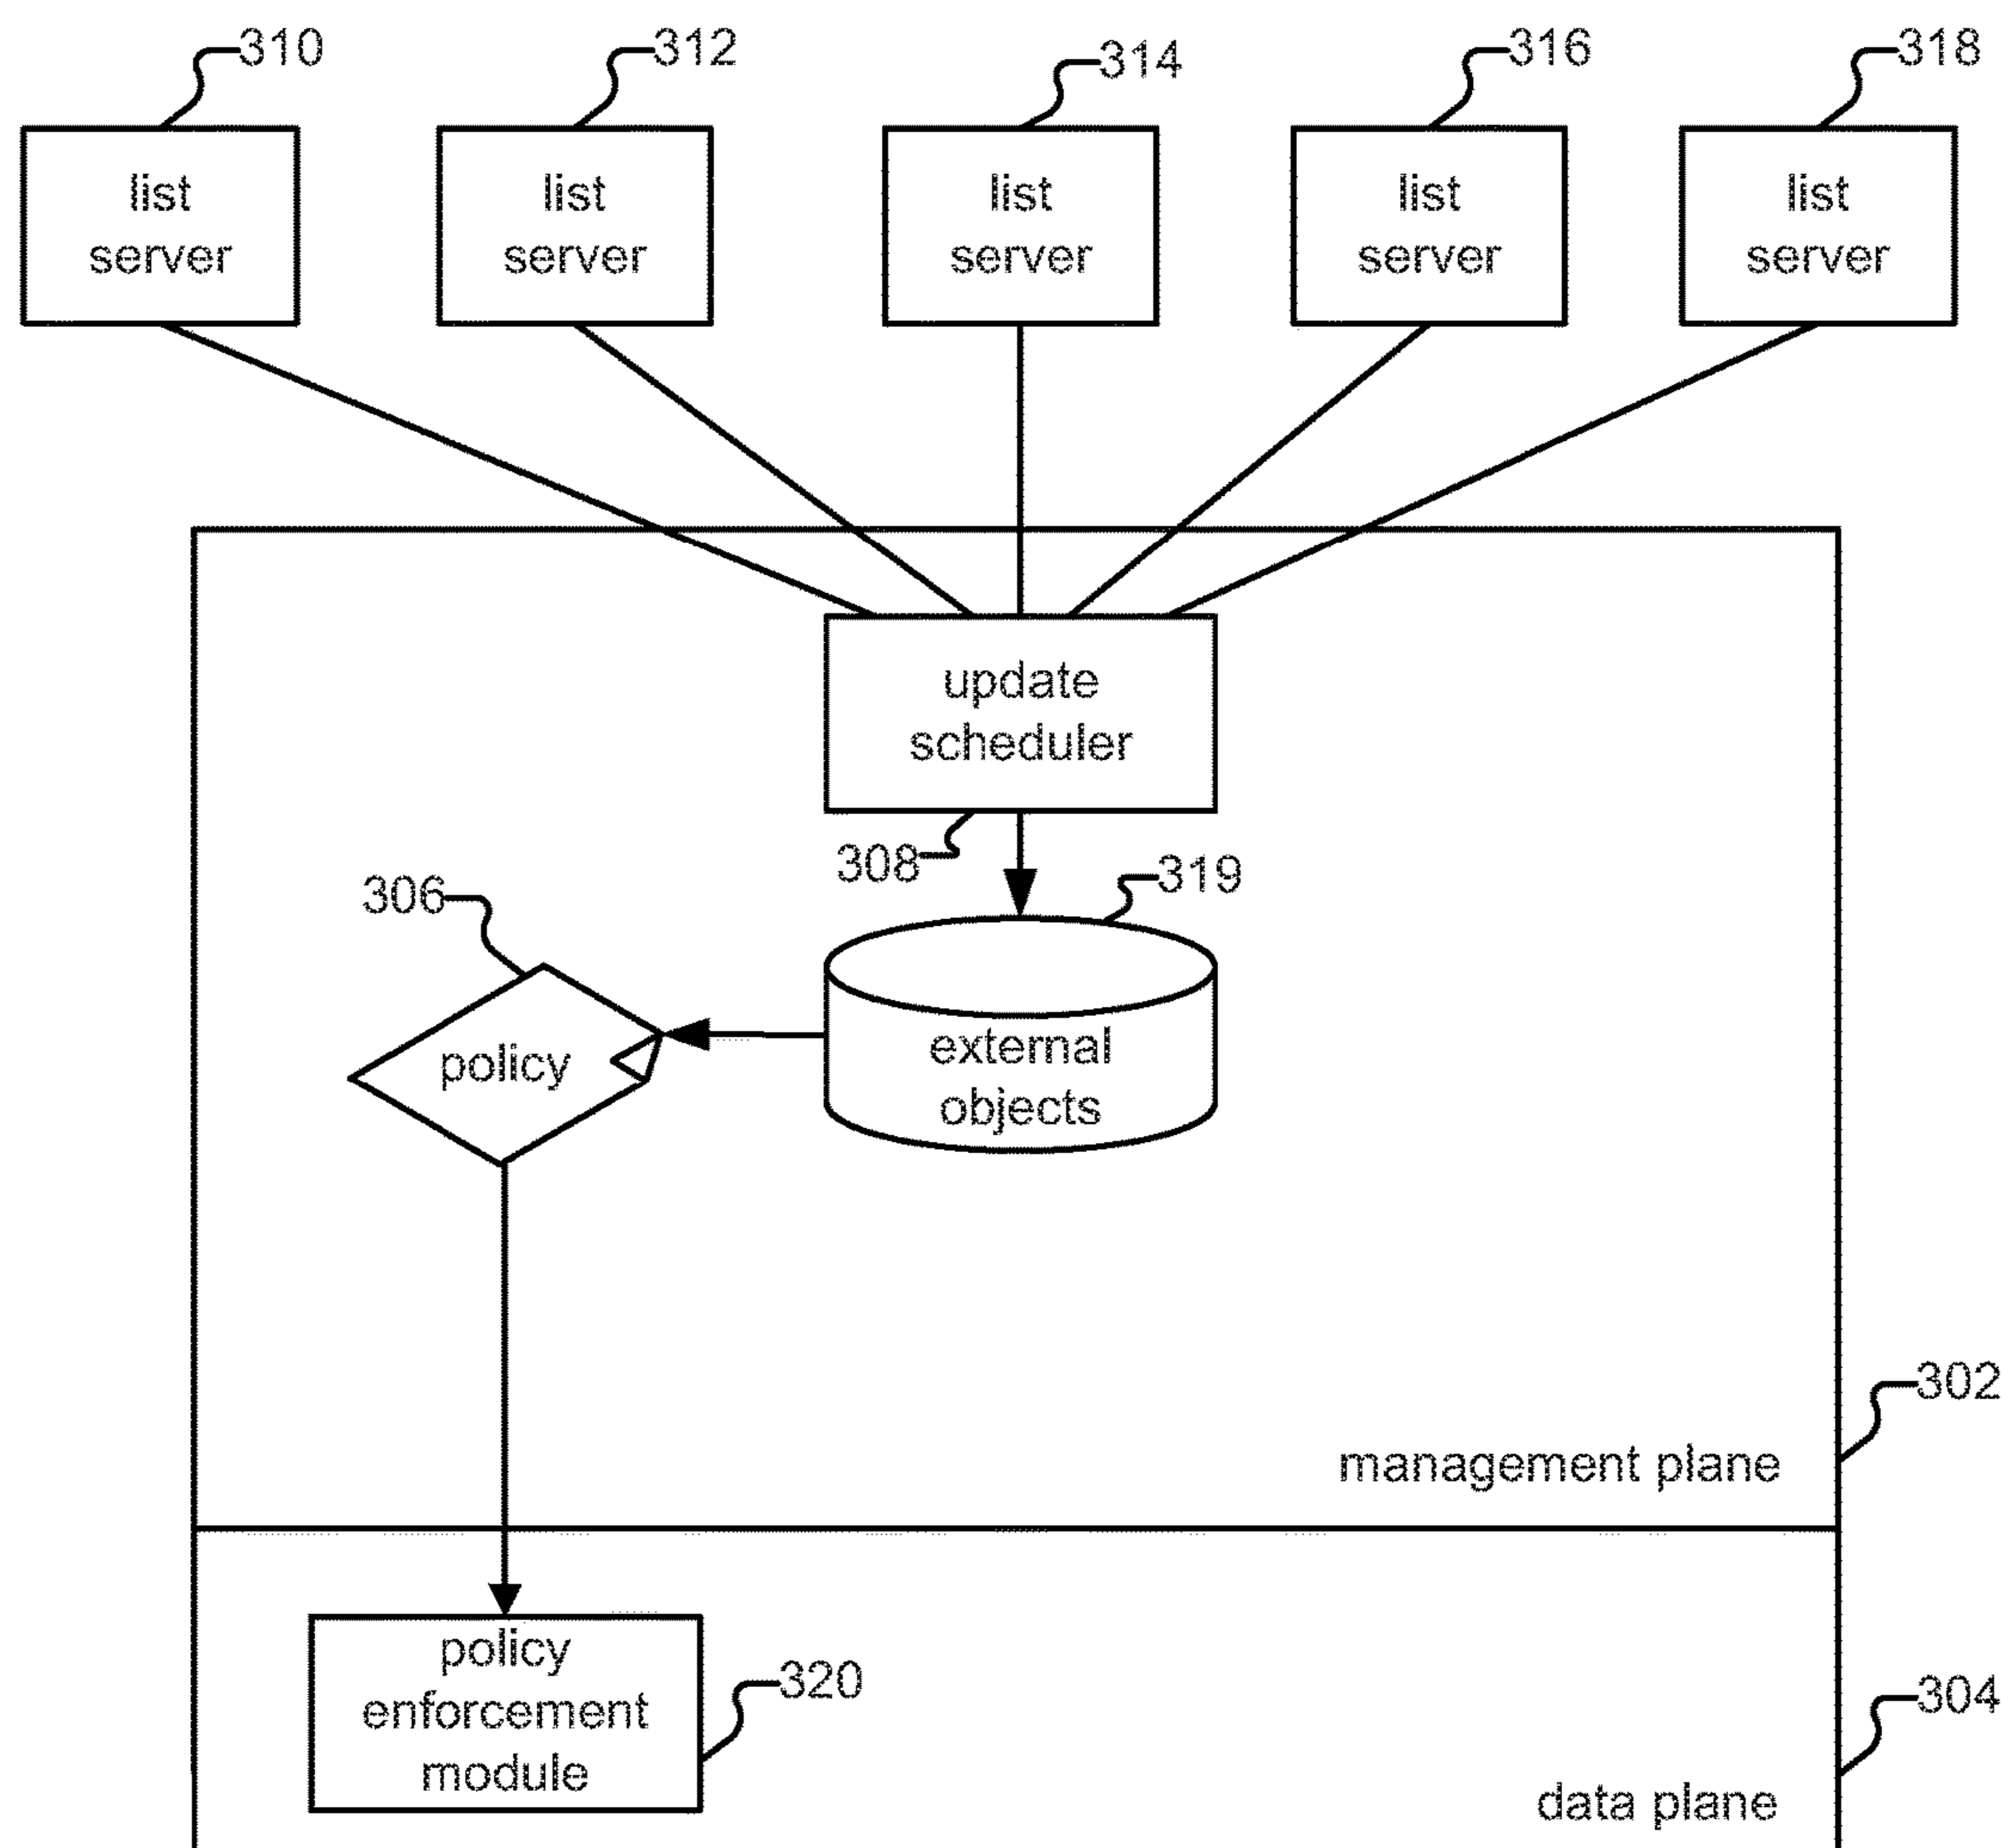 310
312
314
316
318
list
server
list
server
list
server
list
server
list
server
update
scheduler
308
319
306
policy
external
objects
302
management plane
policy
enforcement
module
320
304
data plane